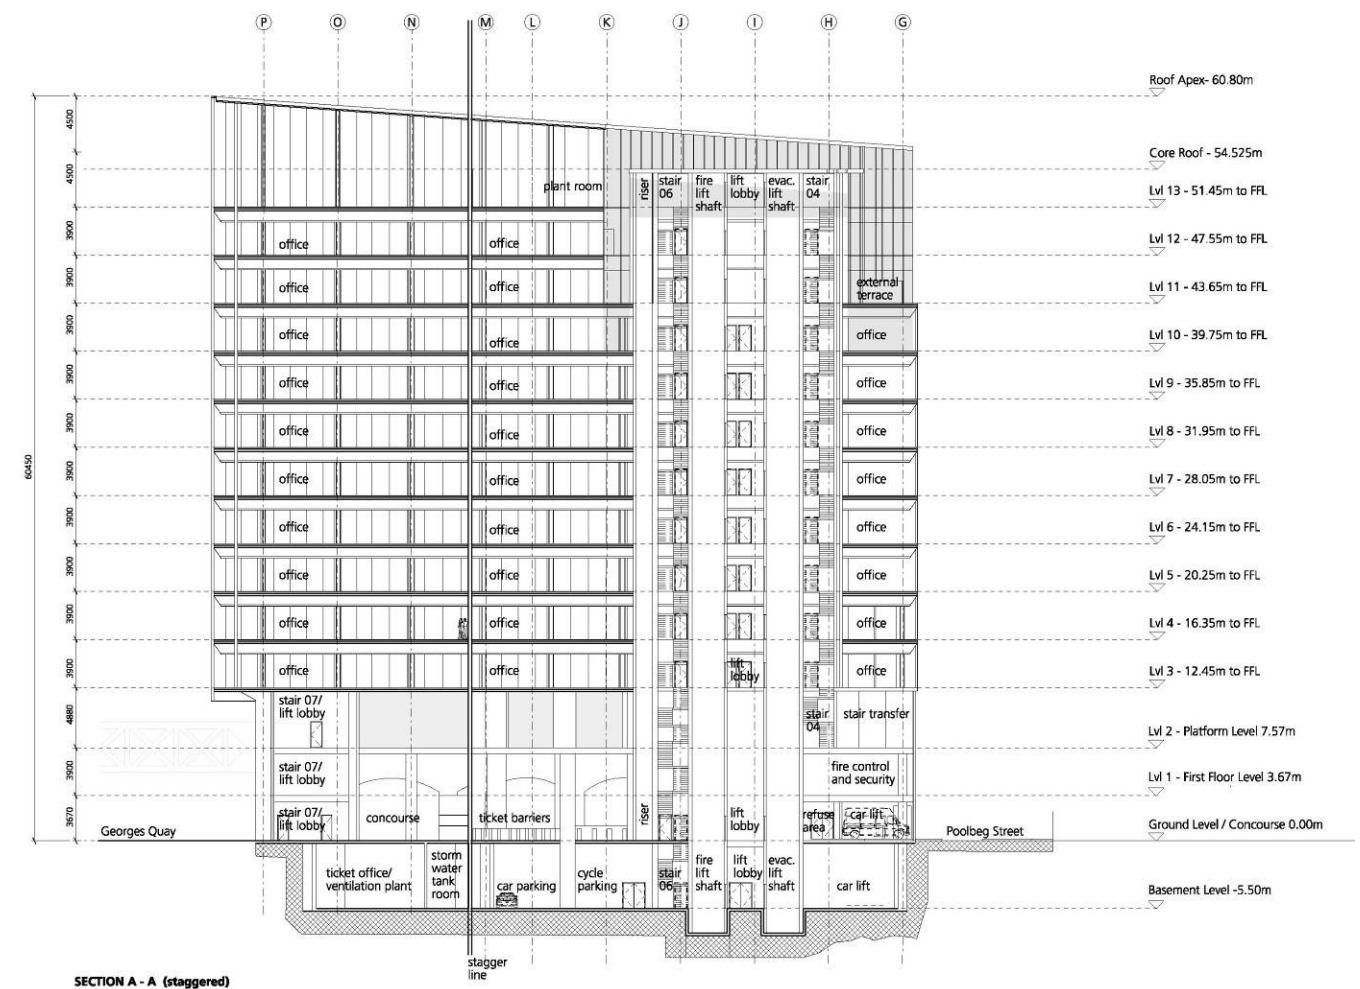 P O N M L K J I H G
Roof Apex- 60.80m
4500
Core Roof - 54.525m
4500
plant room
riser
stair
06
fire
lift
shaft
lift
lobby
evac.
lift
shaft
stair
04
Lvl 13 - 51.45m to FFL
3900
office office
Lvl 12 - 47.55m to FFL
3900
office office
external
terrace
Lvl 11 - 43.65m to FFL
3900
office office office
Lvl 10 - 39.75m to FFL
3900
office office office
Lvl 9 - 35.85m to FFL
3900
office office office
Lvl 8 - 31.95m to FFL
60450
3900
office office office
Lvl 7 - 28.05m to FFL
3900
office office office
Lvl 6 - 24.15m to FFL
3900
office office office
Lvl 5 - 20.25m to FFL
3900
office office office
Lvl 4 - 16.35m to FFL
3900
office office lift
lobby
office
Lvl 3 - 12.45m to FFL
4880
stair 07/
lift lobby
stair
04
stair transfer
Lvl 2 - Platform Level 7.57m
3900
stair 07/
lift lobby
fire control
and security
Lvl 1 - First Floor Level 3.67m
3670
stair 07/
lift lobby
concourse
ticket barriers
riser
lift
lobby
refuse
area
car lift
Georges Quay
Poolbeg Street
Ground Level / Concourse 0.00m
ticket office/
ventilation plant
storm
water
tank
room
car parking
cycle
parking
stair
06
fire
lift
shaft
lift
lobby
evac.
lift
shaft
car lift
Basement Level -5.50m
stagger
line
SECTION A - A (staggered)